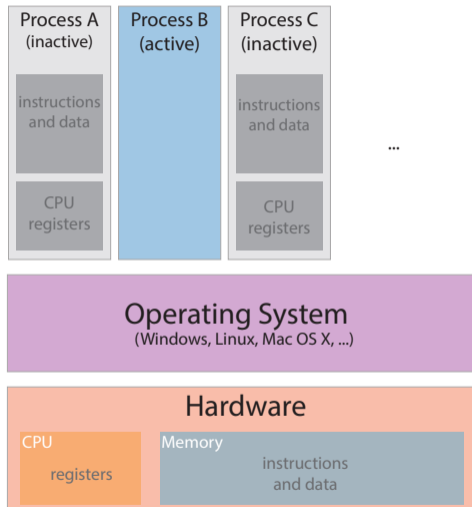 Process A
(inactive)
instructions
and data
CPU
registers
Process B
(active)
Process C
(inactive)
instructions
and data
CPU
registers
...
Operating System
(Windows, Linux, Mac OS X, ...)
Hardware
CPU
registers
Memory
instructions
and data